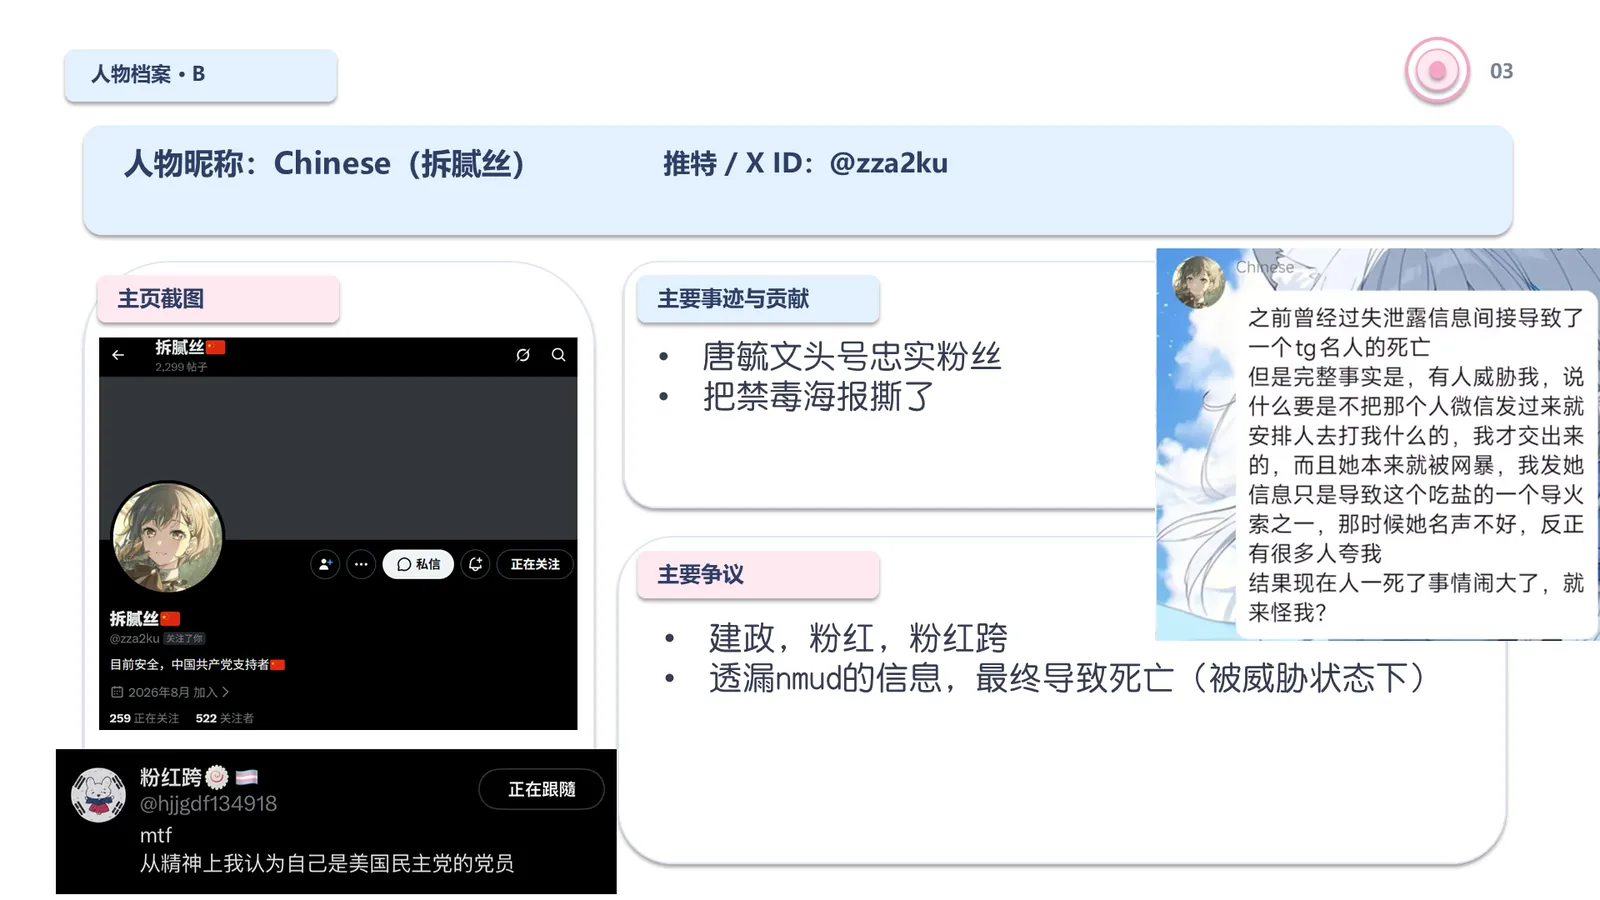 人物档案·B
03
人物昵称：Chinese（拆腻丝）
推特 / X ID：@zza2ku
主页截图
拆腻丝🇨🇳
2,299 帖子
私信
正在关注
拆腻丝🇨🇳
@zza2ku 关注了你
目前安全，中国共产党支持者🇨🇳
2026年8月 加入
259 正在关注 522 关注者
粉红跨🍥🏳️‍⚧️
@hjjgdf134918
正在跟隨
mtf
从精神上我认为自己是美国民主党的党员
主要事迹与贡献
• 唐毓文头号忠实粉丝
• 把禁毒海报撕了
Chinese
之前曾经过失泄露信息间接导致了
一个tg名人的死亡
但是完整事实是，有人威胁我，说
什么要是不把那个人微信发过来就
安排人去打我什么的，我才交出来
的，而且她本来就被网暴，我发她
信息只是导致这个吃盐的一个导火
索之一，那时候她名声不好，反正
有很多人夸我
结果现在人一死了事情闹大了，就
来怪我？
主要争议
• 建政，粉红，粉红跨
• 透漏nmud的信息，最终导致死亡（被威胁状态下）